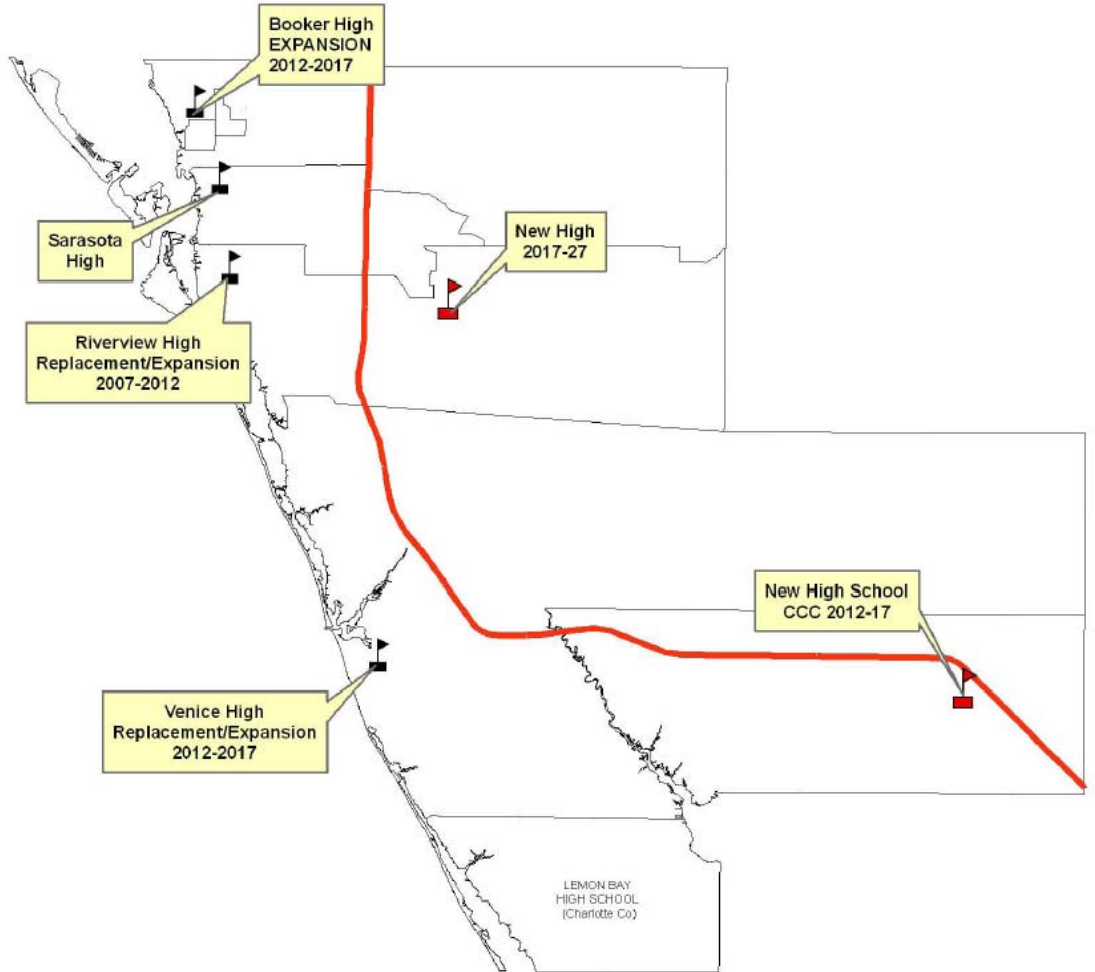 Booker High
EXPANSION
2012-2017
Sarasota
High
New High
2017-27
Riverview High
Replacement/Expansion
2007-2012
New High School
CCC 2012-17
Venice High
Replacement/Expansion
2012-2017
LEMON BAY
HIGH SCHOOL
(Charlotte Co)